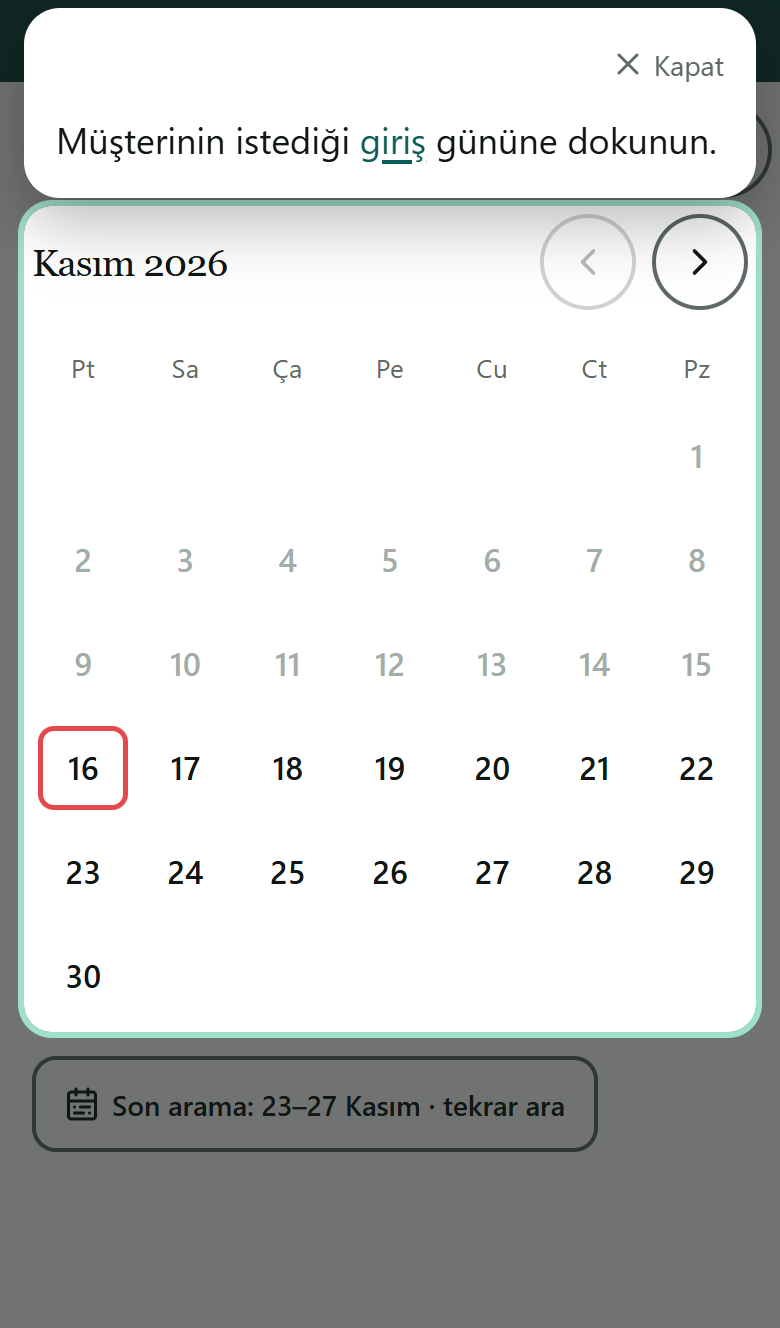 Kapat
Müşterinin istediği giriş gününe dokunun.
Kasım 2026
Pt Sa Ça Pe Cu Ct Pz
1
2 3 4 5 6 7 8
9 10 11 12 13 14 15
16 17 18 19 20 21 22
23 24 25 26 27 28 29
30
Son arama: 23–27 Kasım · tekrar ara